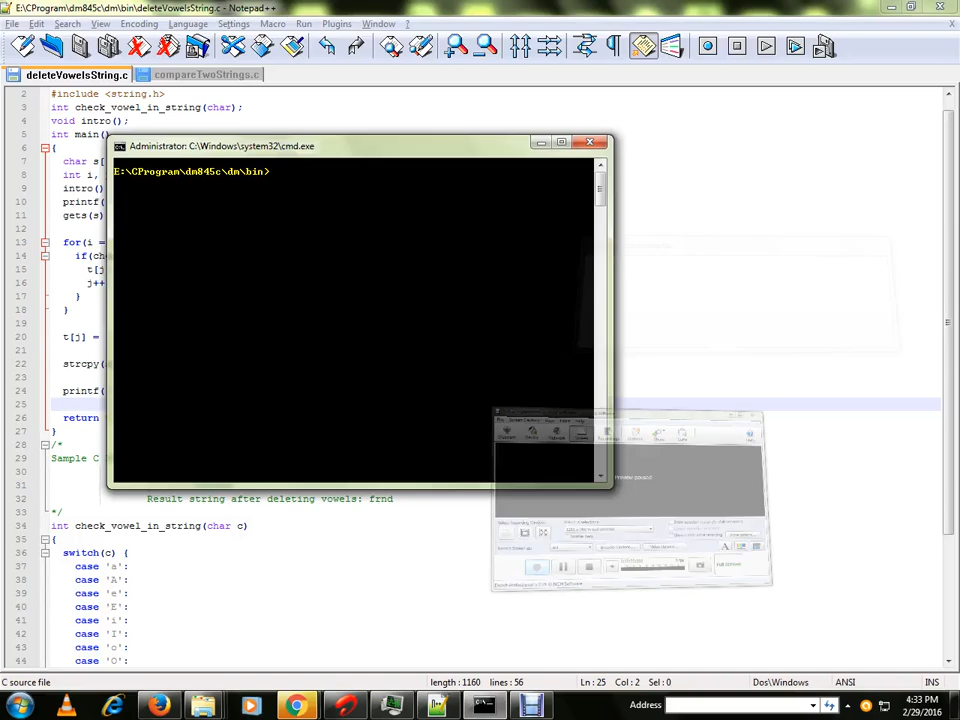 E:\CProgram\dm845c\dm\bin\deleteVowelsString.c - Notepad++
File Edit Search View Encoding Language Settings Macro Run Plugins Window ?
deleteVowelsString.c compareTwoStrings.c
2 #include <string.h>
3 int check_vowel_in_string(char);
4 void intro();
5 int main()
Administrator: C:\Windows\system32\cmd.exe
E:\CProgram\dm845c\dm\bin>
6 {
7 char s[
8 int i,
9 intro()
10 printf(
11 gets(s)
12
13 for(i =
14 if(ch
15 t[j
16 j++
17 }
18 }
19
20 t[j] =
21
22 strcpy(
23
24 printf(
25
26 return
27 }
28 /*
29 Sample C
30
31
32 Result string after deleting vowels: frnd
33 */
34 int check_vowel_in_string(char c)
35 {
36 switch(c) {
37 case 'a':
38 case 'A':
39 case 'e':
40 case 'E':
41 case 'i':
42 case 'I':
43 case 'o':
44 case 'O':
C source file length : 1160 lines : 56 Ln : 25 Col : 2 Sel : 0 Dos\Windows ANSI INS
Address
4:33 PM
2/29/2016